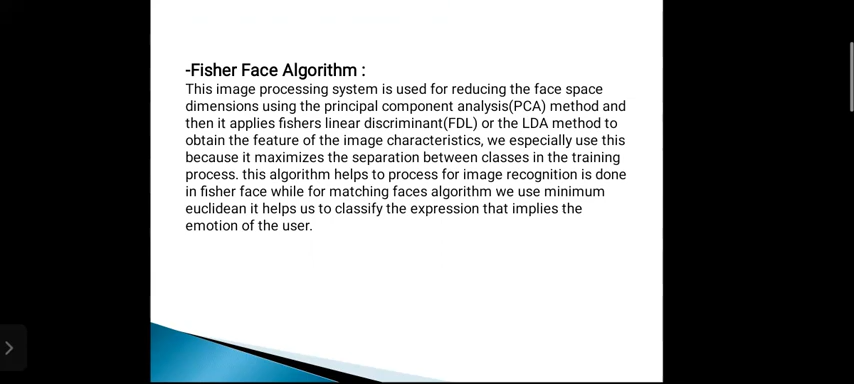 -Fisher Face Algorithm :
This image processing system is used for reducing the face space
dimensions using the principal component analysis(PCA) method and
then it applies fishers linear discriminant(FDL) or the LDA method to
obtain the feature of the image characteristics, we especially use this
because it maximizes the separation between classes in the training
process. this algorithm helps to process for image recognition is done
in fisher face while for matching faces algorithm we use minimum
euclidean it helps us to classify the expression that implies the
emotion of the user.